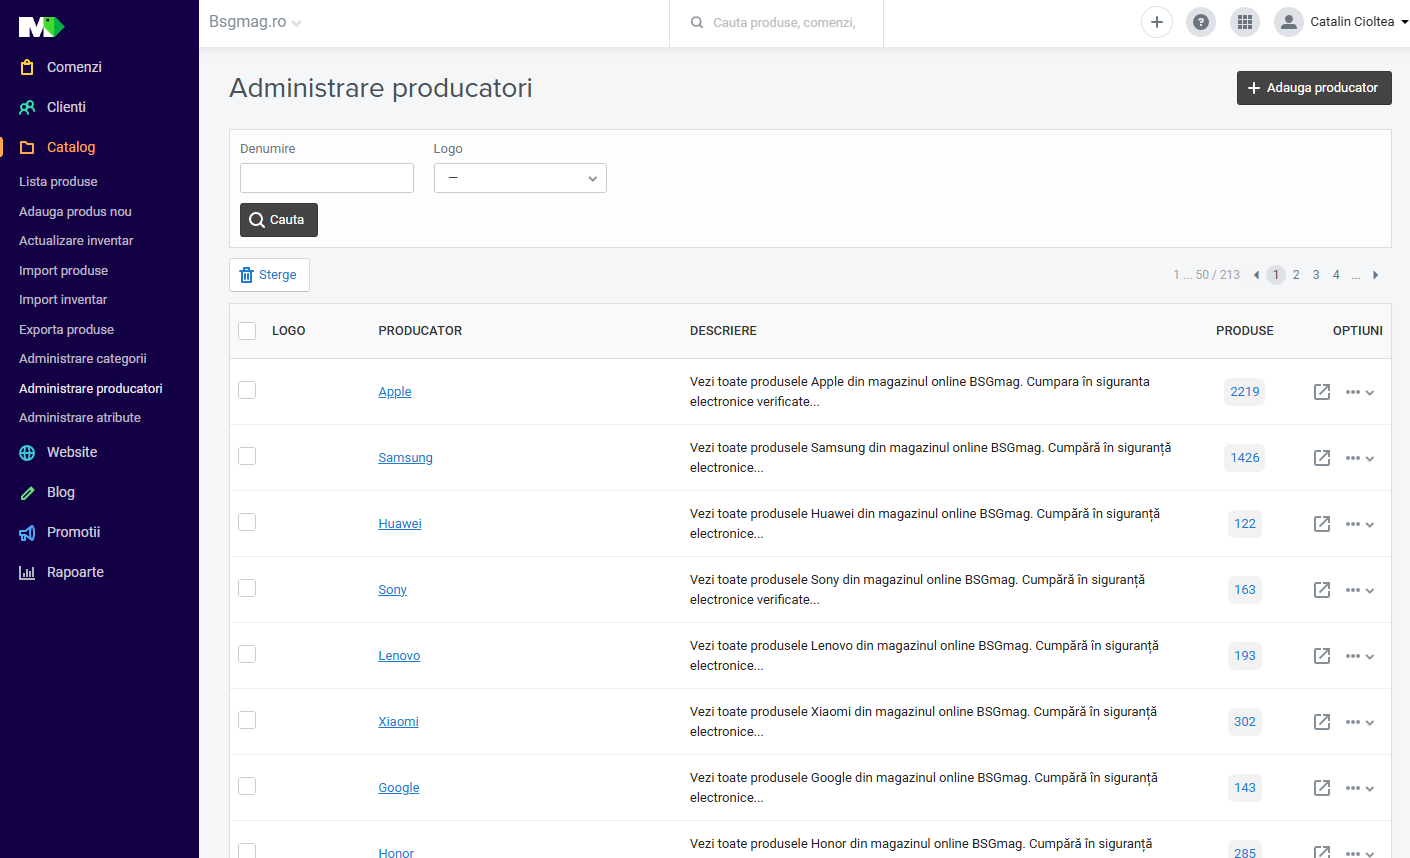 Bsgmag.ro
Cauta produse, comenzi,
Catalin Cioltea
Comenzi
Clienti
Catalog
Lista produse
Adauga produs nou
Actualizare inventar
Import produse
Import inventar
Exporta produse
Administrare categorii
Administrare producatori
Administrare atribute
Website
Blog
Promotii
Rapoarte
Administrare producatori
+ Adauga producator
Denumire
Logo
—
Cauta
Sterge
1 ... 50 / 213
1 2 3 4 ...
LOGO PRODUCATOR DESCRIERE PRODUSE OPTIUNI
Apple
Vezi toate produsele Apple din magazinul online BSGmag. Cumpara în siguranta
electronice verificate...
2219
Samsung
Vezi toate produsele Samsung din magazinul online BSGmag. Cumpără în siguranță
electronice...
1426
Huawei
Vezi toate produsele Huawei din magazinul online BSGmag. Cumpără în siguranță
electronice...
122
Sony
Vezi toate produsele Sony din magazinul online BSGmag. Cumpără în siguranță
electronice verificate...
163
Lenovo
Vezi toate produsele Lenovo din magazinul online BSGmag. Cumpără în siguranță
electronice...
193
Xiaomi
Vezi toate produsele Xiaomi din magazinul online BSGmag. Cumpără în siguranță
electronice...
302
Google
Vezi toate produsele Google din magazinul online BSGmag. Cumpără în siguranță
electronice...
143
Honor
Vezi toate produsele Honor din magazinul online BSGmag. Cumpără în siguranță
285